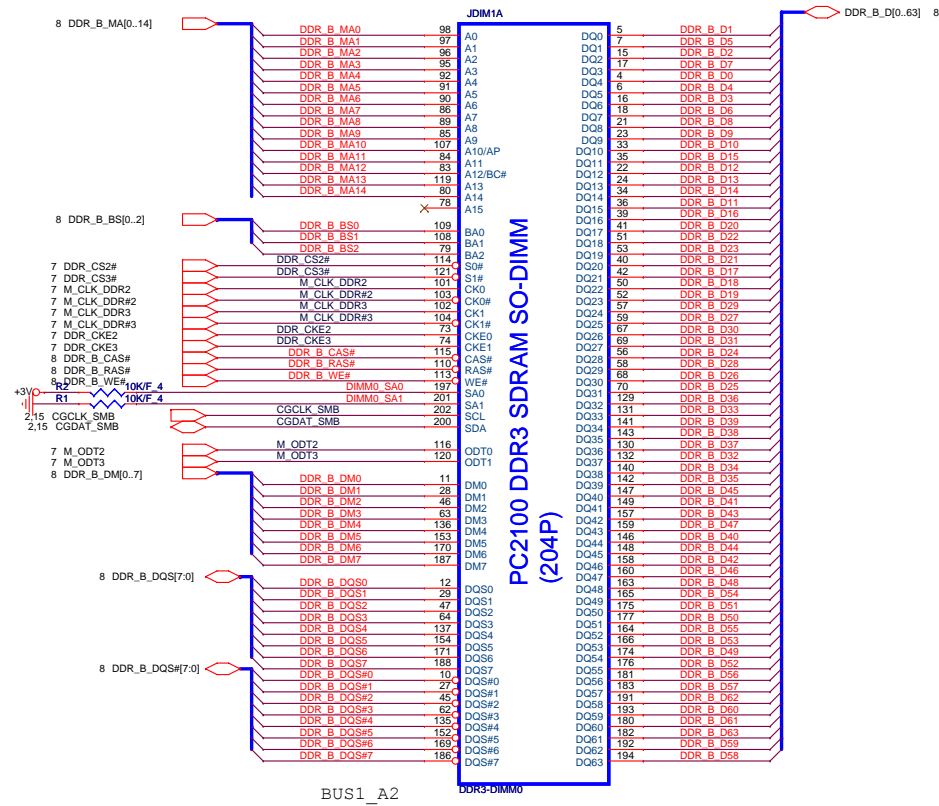 JDIM1A
8 DDR_B_MA[0..14]
DDR_B_MA0 98 A0
DDR_B_MA1 97 A1
DDR_B_MA2 96 A2
DDR_B_MA3 95 A3
DDR_B_MA4 92 A4
DDR_B_MA5 91 A5
DDR_B_MA6 90 A6
DDR_B_MA7 86 A7
DDR_B_MA8 89 A8
DDR_B_MA9 85 A9
DDR_B_MA10 107 A10/AP
DDR_B_MA11 84 A11
DDR_B_MA12 83 A12/BC#
DDR_B_MA13 119 A13
DDR_B_MA14 80 A14
78 A15
8 DDR_B_BS[0..2]
DDR_B_BS0 109 BA0
DDR_B_BS1 108 BA1
DDR_B_BS2 79 BA2
7 DDR_CS2# DDR_CS2# 114 S0#
7 DDR_CS3# DDR_CS3# 121 S1#
7 M_CLK_DDR2 M_CLK_DDR2 101 CK0
7 M_CLK_DDR#2 M_CLK_DDR#2 103 CK0#
7 M_CLK_DDR3 M_CLK_DDR3 102 CK1
7 M_CLK_DDR#3 M_CLK_DDR#3 104 CK1#
7 DDR_CKE2 DDR_CKE2 73 CKE0
7 DDR_CKE3 DDR_CKE3 74 CKE1
8 DDR_B_CAS# DDR_B_CAS# 115 CAS#
8 DDR_B_RAS# DDR_B_RAS# 110 RAS#
8 DDR_B_WE# DDR_B_WE# 113 WE#
+3V R2 10K/F_4 DIMM0_SA0 197 SA0
R1 10K/F_4 DIMM0_SA1 201 SA1
2,15 CGCLK_SMB CGCLK_SMB 202 SCL
2,15 CGDAT_SMB CGDAT_SMB 200 SDA
7 M_ODT2 M_ODT2 116 ODT0
7 M_ODT3 M_ODT3 120 ODT1
8 DDR_B_DM[0..7]
DDR_B_DM0 11 DM0
DDR_B_DM1 28 DM1
DDR_B_DM2 46 DM2
DDR_B_DM3 63 DM3
DDR_B_DM4 136 DM4
DDR_B_DM5 153 DM5
DDR_B_DM6 170 DM6
DDR_B_DM7 187 DM7
8 DDR_B_DQS[7:0]
DDR_B_DQS0 12 DQS0
DDR_B_DQS1 29 DQS1
DDR_B_DQS2 47 DQS2
DDR_B_DQS3 64 DQS3
DDR_B_DQS4 137 DQS4
DDR_B_DQS5 154 DQS5
DDR_B_DQS6 171 DQS6
DDR_B_DQS7 188 DQS7
8 DDR_B_DQS#[7:0]
DDR_B_DQS#0 10 DQS#0
DDR_B_DQS#1 27 DQS#1
DDR_B_DQS#2 45 DQS#2
DDR_B_DQS#3 62 DQS#3
DDR_B_DQS#4 135 DQS#4
DDR_B_DQS#5 152 DQS#5
DDR_B_DQS#6 169 DQS#6
DDR_B_DQS#7 186 DQS#7
PC2100 DDR3 SDRAM SO-DIMM
(204P)
DDR_B_D[0..63] 8
DQ0 5 DDR_B_D1
DQ1 7 DDR_B_D5
DQ2 15 DDR_B_D2
DQ3 17 DDR_B_D7
DQ4 4 DDR_B_D0
DQ5 6 DDR_B_D4
DQ6 16 DDR_B_D3
DQ7 18 DDR_B_D6
DQ8 21 DDR_B_D8
DQ9 23 DDR_B_D9
DQ10 33 DDR_B_D10
DQ11 35 DDR_B_D15
DQ12 22 DDR_B_D12
DQ13 24 DDR_B_D13
DQ14 34 DDR_B_D14
DQ15 36 DDR_B_D11
DQ16 39 DDR_B_D16
DQ17 41 DDR_B_D20
DQ18 51 DDR_B_D22
DQ19 53 DDR_B_D23
DQ20 40 DDR_B_D21
DQ21 42 DDR_B_D17
DQ22 50 DDR_B_D18
DQ23 52 DDR_B_D19
DQ24 57 DDR_B_D29
DQ25 59 DDR_B_D27
DQ26 67 DDR_B_D30
DQ27 69 DDR_B_D31
DQ28 56 DDR_B_D24
DQ29 58 DDR_B_D28
DQ30 68 DDR_B_D26
DQ31 70 DDR_B_D25
DQ32 129 DDR_B_D36
DQ33 131 DDR_B_D33
DQ34 141 DDR_B_D39
DQ35 143 DDR_B_D38
DQ36 130 DDR_B_D37
DQ37 132 DDR_B_D32
DQ38 140 DDR_B_D34
DQ39 142 DDR_B_D35
DQ40 147 DDR_B_D45
DQ41 149 DDR_B_D41
DQ42 157 DDR_B_D43
DQ43 159 DDR_B_D47
DQ44 146 DDR_B_D40
DQ45 148 DDR_B_D44
DQ46 158 DDR_B_D42
DQ47 160 DDR_B_D46
DQ48 163 DDR_B_D48
DQ49 165 DDR_B_D54
DQ50 175 DDR_B_D51
DQ51 177 DDR_B_D50
DQ52 164 DDR_B_D55
DQ53 166 DDR_B_D53
DQ54 174 DDR_B_D49
DQ55 176 DDR_B_D52
DQ56 181 DDR_B_D56
DQ57 183 DDR_B_D57
DQ58 191 DDR_B_D62
DQ59 193 DDR_B_D60
DQ60 180 DDR_B_D61
DQ61 182 DDR_B_D63
DQ62 192 DDR_B_D59
DQ63 194 DDR_B_D58
DDR3-DIMM0
BUS1_A2